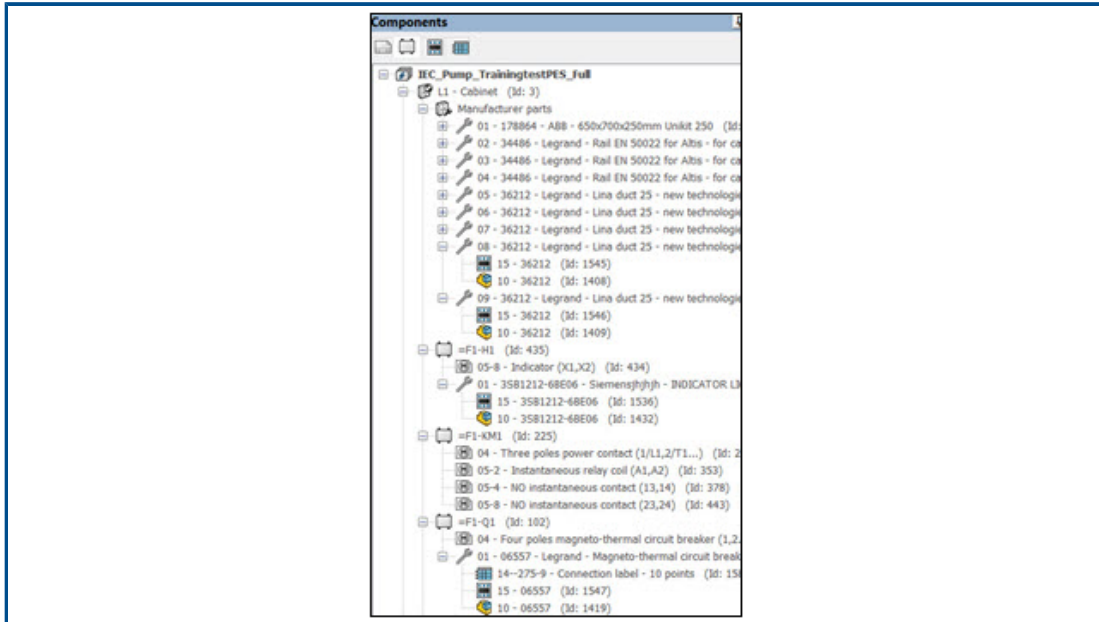 Components
IEC_Pump_TrainingtestPES_Full
L1 - Cabinet (Id: 3)
Manufacturer parts
01 - 178864 - ABB - 650x700x250mm Unikit 250 (Id:
02 - 34486 - Legrand - Rail EN 50022 for Altis - for ca
03 - 34486 - Legrand - Rail EN 50022 for Altis - for ca
04 - 34486 - Legrand - Rail EN 50022 for Altis - for ca
05 - 36212 - Legrand - Lina duct 25 - new technologie
06 - 36212 - Legrand - Lina duct 25 - new technologie
07 - 36212 - Legrand - Lina duct 25 - new technologie
08 - 36212 - Legrand - Lina duct 25 - new technologie
15 - 36212 (Id: 1545)
10 - 36212 (Id: 1408)
09 - 36212 - Legrand - Lina duct 25 - new technologie
15 - 36212 (Id: 1546)
10 - 36212 (Id: 1409)
=F1-H1 (Id: 435)
05-8 - Indicator (X1,X2) (Id: 434)
01 - 3SB1212-6BE06 - Siemensjhjhjh - INDICATOR LI
15 - 3SB1212-6BE06 (Id: 1536)
10 - 3SB1212-6BE06 (Id: 1432)
=F1-KM1 (Id: 225)
04 - Three poles power contact (1/L1,2/T1...) (Id: 2
05-2 - Instantaneous relay coil (A1,A2) (Id: 353)
05-4 - NO instantaneous contact (13,14) (Id: 378)
05-8 - NO instantaneous contact (23,24) (Id: 443)
=F1-Q1 (Id: 102)
04 - Four poles magneto-thermal circuit breaker (1,2.
01 - 06557 - Legrand - Magneto-thermal circuit break
14--275-9 - Connection label - 10 points (Id: 15
15 - 06557 (Id: 1547)
10 - 06557 (Id: 1419)